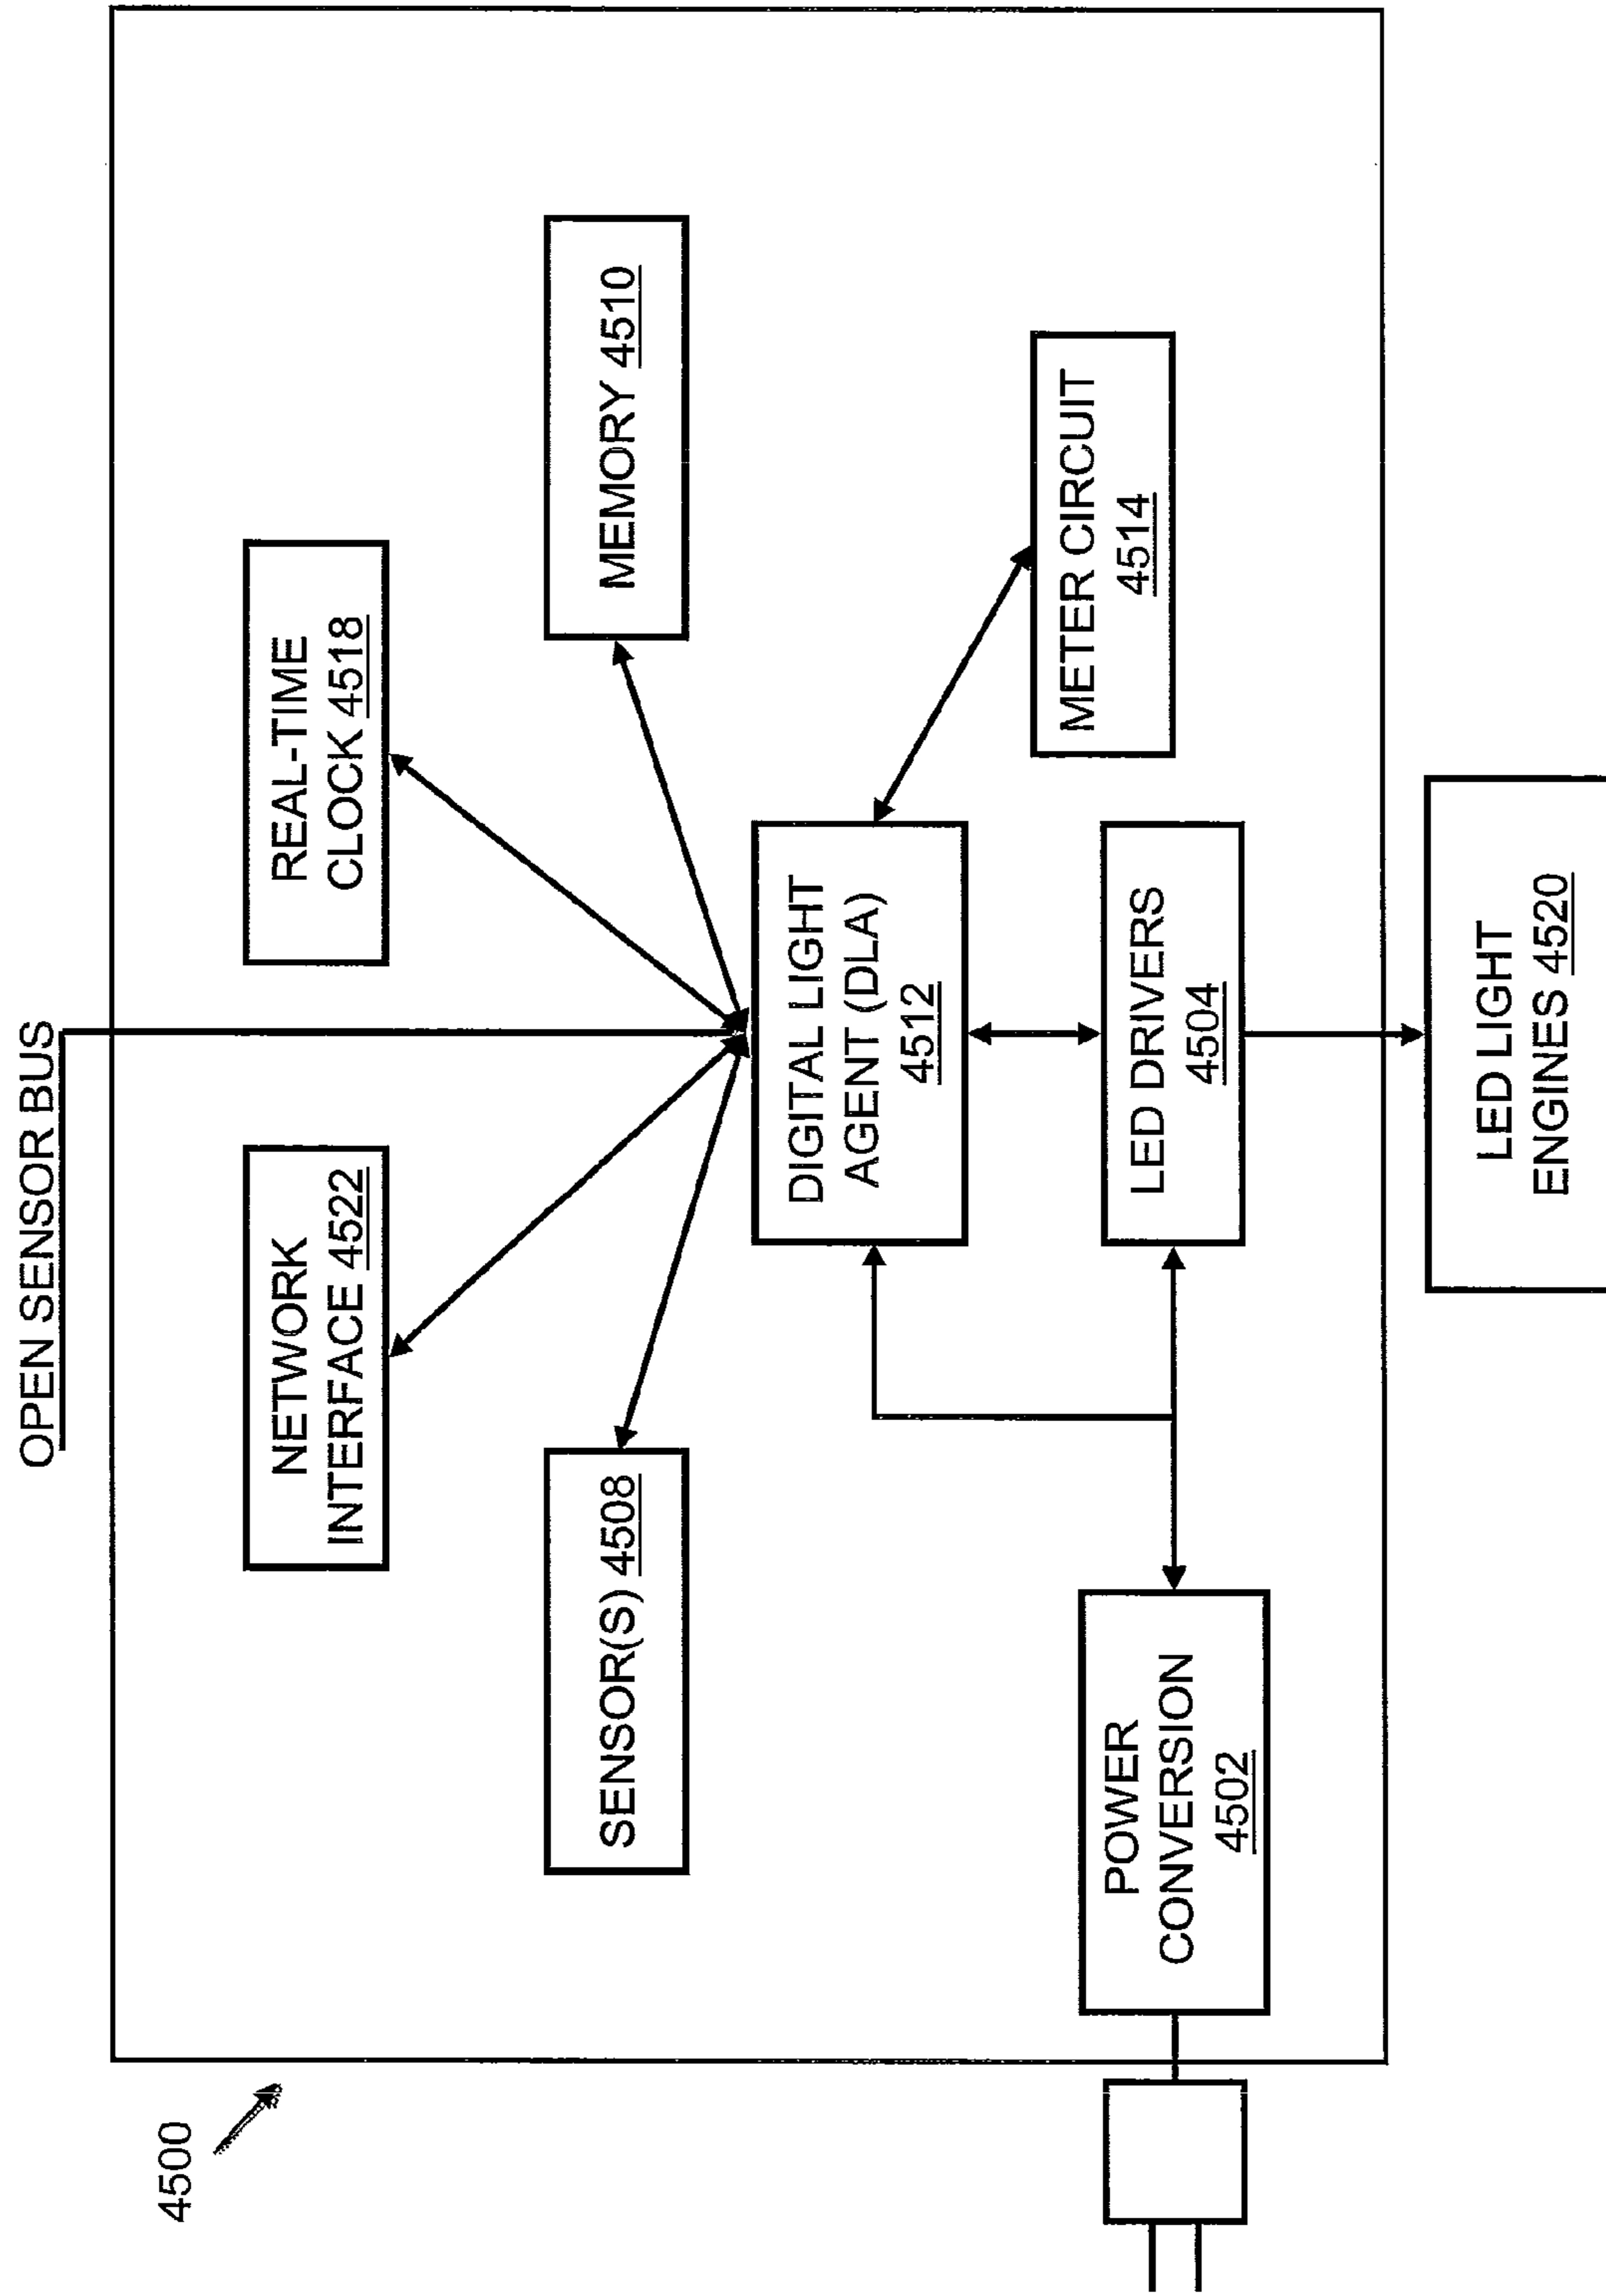 4500
OPEN SENSOR BUS
NETWORK
INTERFACE 4522
REAL-TIME
CLOCK 4518
SENSOR(S) 4508
MEMORY 4510
DIGITAL LIGHT
AGENT (DLA)
4512
METER CIRCUIT
4514
POWER
CONVERSION
4502
LED DRIVERS
4504
LED LIGHT
ENGINES 4520